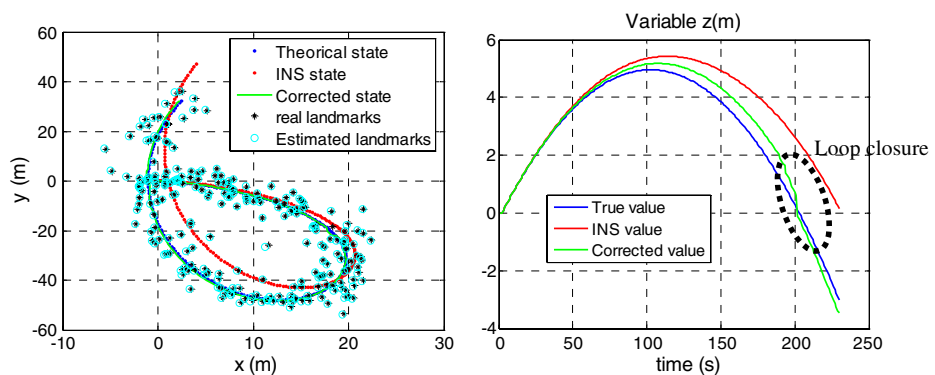 60
40
20
0
-20
-40
-60
-10
0
10
20
30
x (m)
y (m)
Theorical state
INS state
Corrected state
real landmarks
Estimated landmarks
Variable z(m)
6
4
2
0
-2
-4
0
50
100
150
200
250
time (s)
Loop closure
True value
INS value
Corrected value